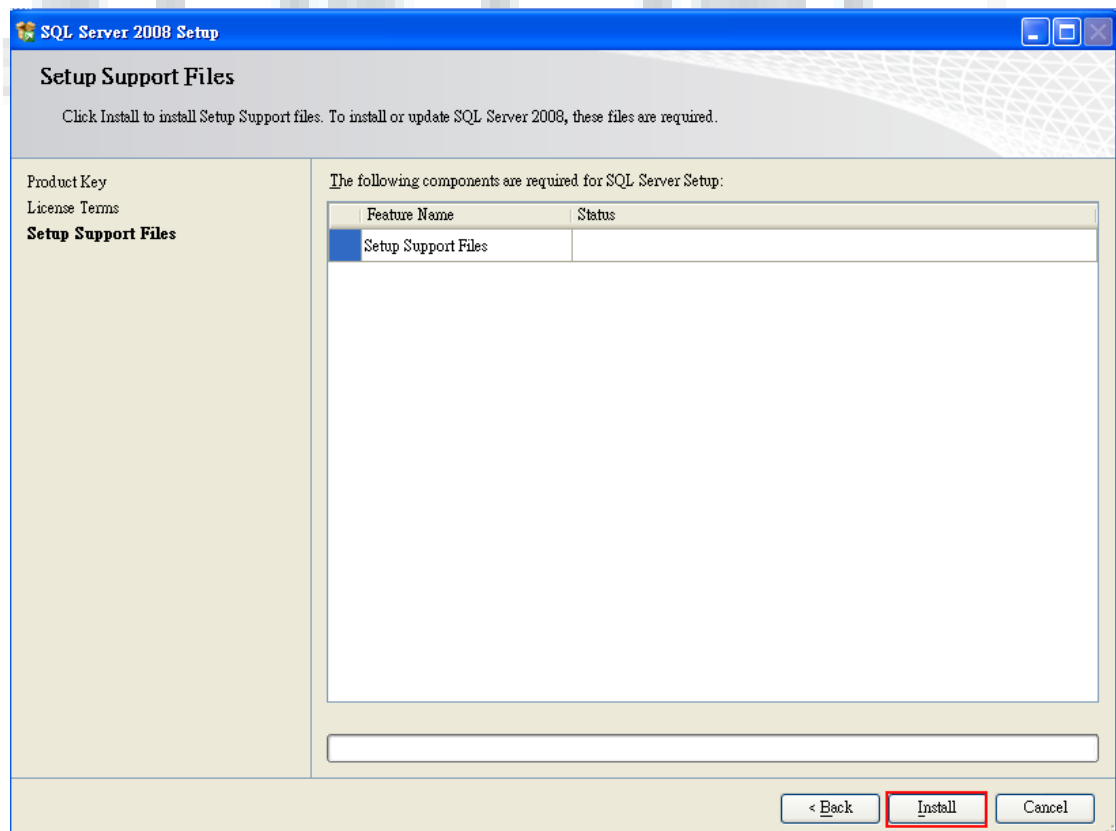 SQL Server 2008 Setup
Setup Support Files
Click Install to install Setup Support files. To install or update SQL Server 2008, these files are required.
Product Key
License Terms
Setup Support Files
The following components are required for SQL Server Setup:
Feature Name Status
Setup Support Files
< Back Install Cancel